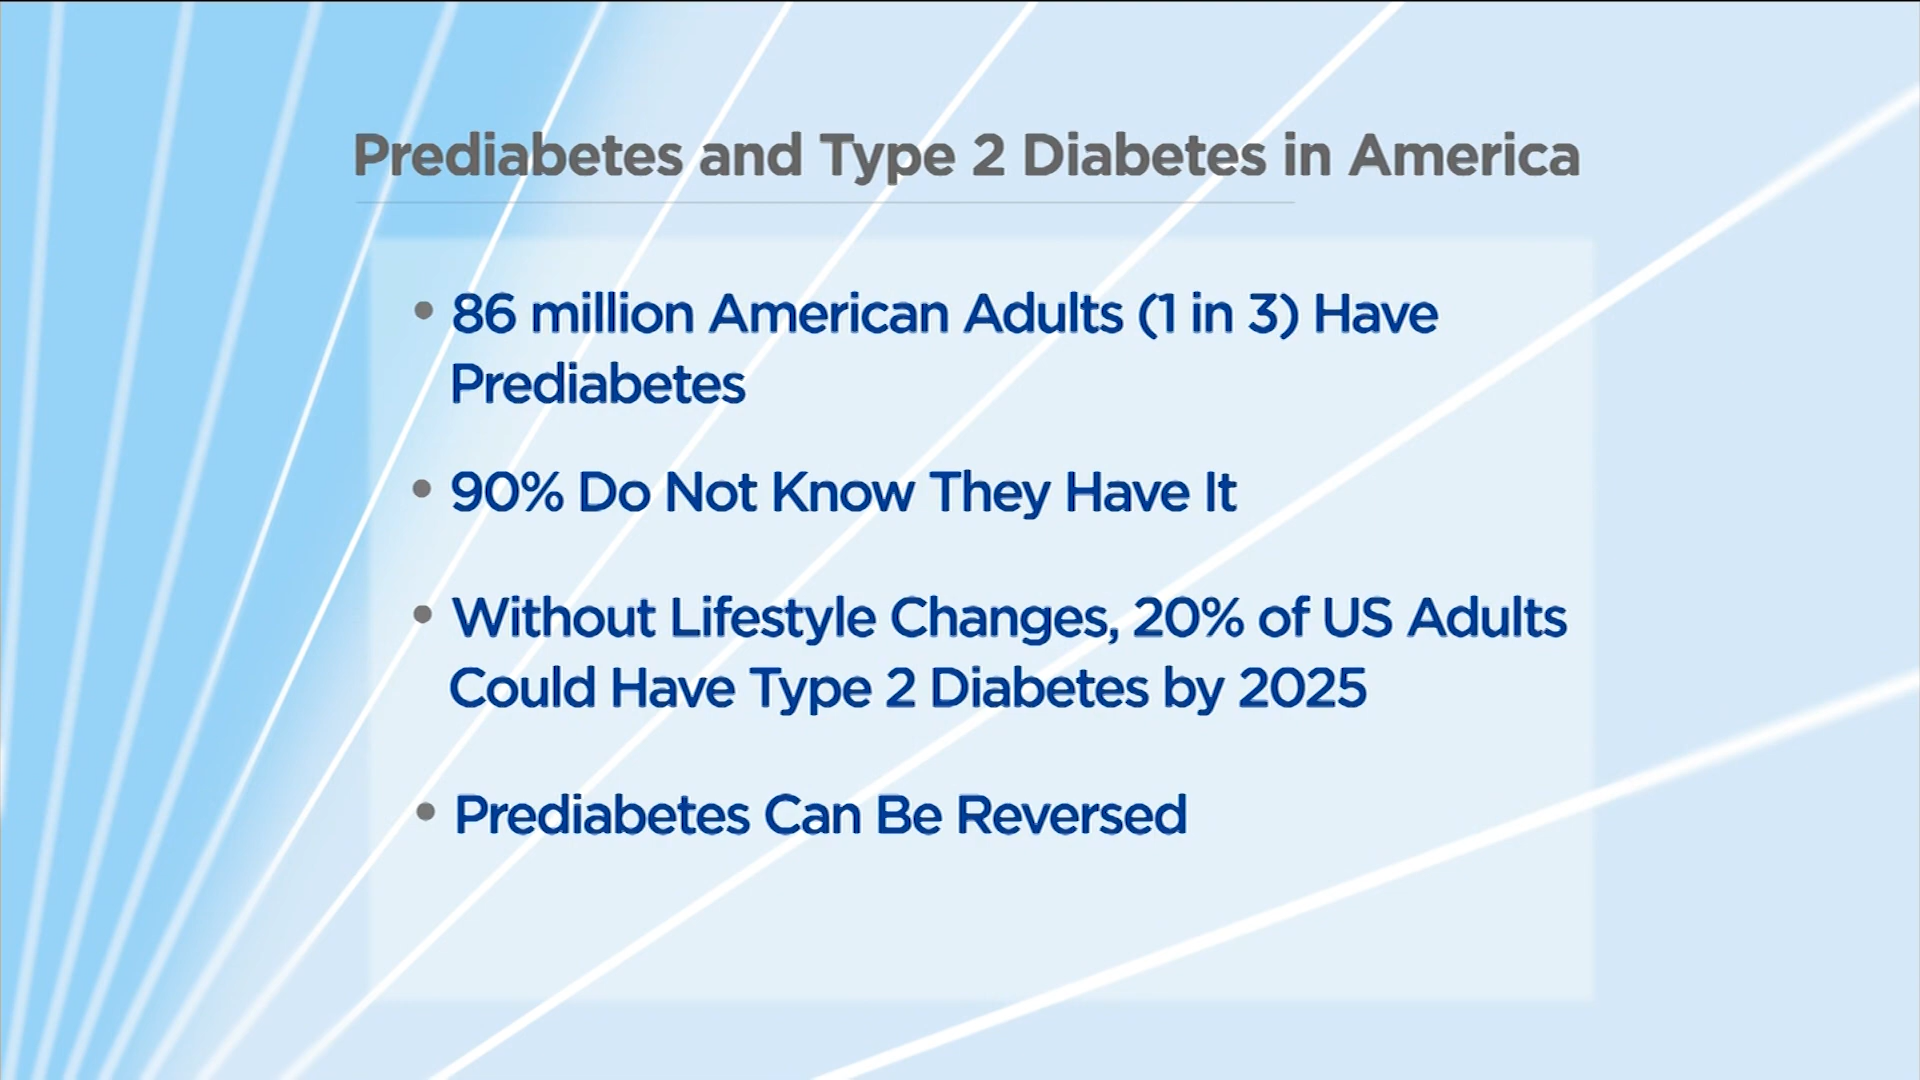 Prediabetes and Type 2 Diabetes in America
• 86 million American Adults (1 in 3) Have
Prediabetes
• 90% Do Not Know They Have It
• Without Lifestyle Changes, 20% of US Adults
Could Have Type 2 Diabetes by 2025
• Prediabetes Can Be Reversed